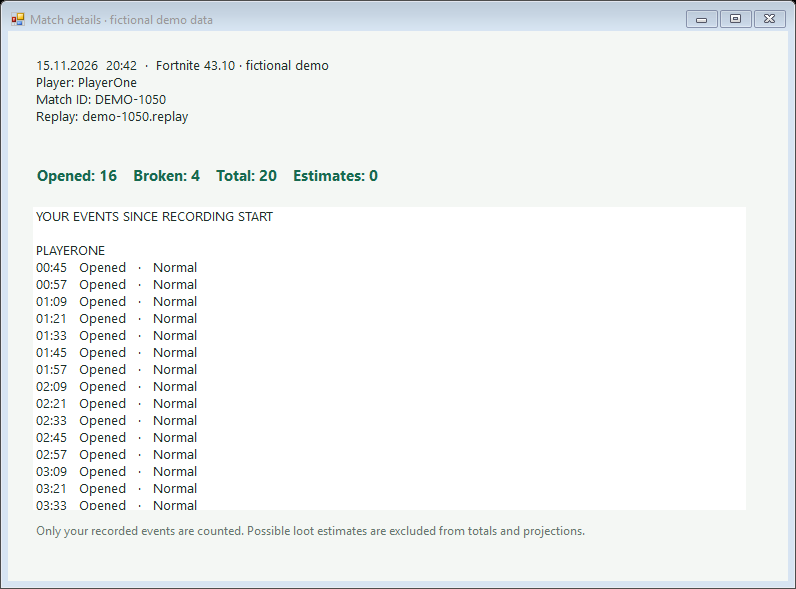 Match details · fictional demo data
15.11.2026  20:42  ·  Fortnite 43.10 · fictional demo
Player: PlayerOne
Match ID: DEMO-1050
Replay: demo-1050.replay
Opened: 16    Broken: 4    Total: 20    Estimates: 0
YOUR EVENTS SINCE RECORDING START
PLAYERONE
00:45   Opened   ·   Normal
00:57   Opened   ·   Normal
01:09   Opened   ·   Normal
01:21   Opened   ·   Normal
01:33   Opened   ·   Normal
01:45   Opened   ·   Normal
01:57   Opened   ·   Normal
02:09   Opened   ·   Normal
02:21   Opened   ·   Normal
02:33   Opened   ·   Normal
02:45   Opened   ·   Normal
02:57   Opened   ·   Normal
03:09   Opened   ·   Normal
03:21   Opened   ·   Normal
03:33   Opened   ·   Normal
Only your recorded events are counted. Possible loot estimates are excluded from totals and projections.